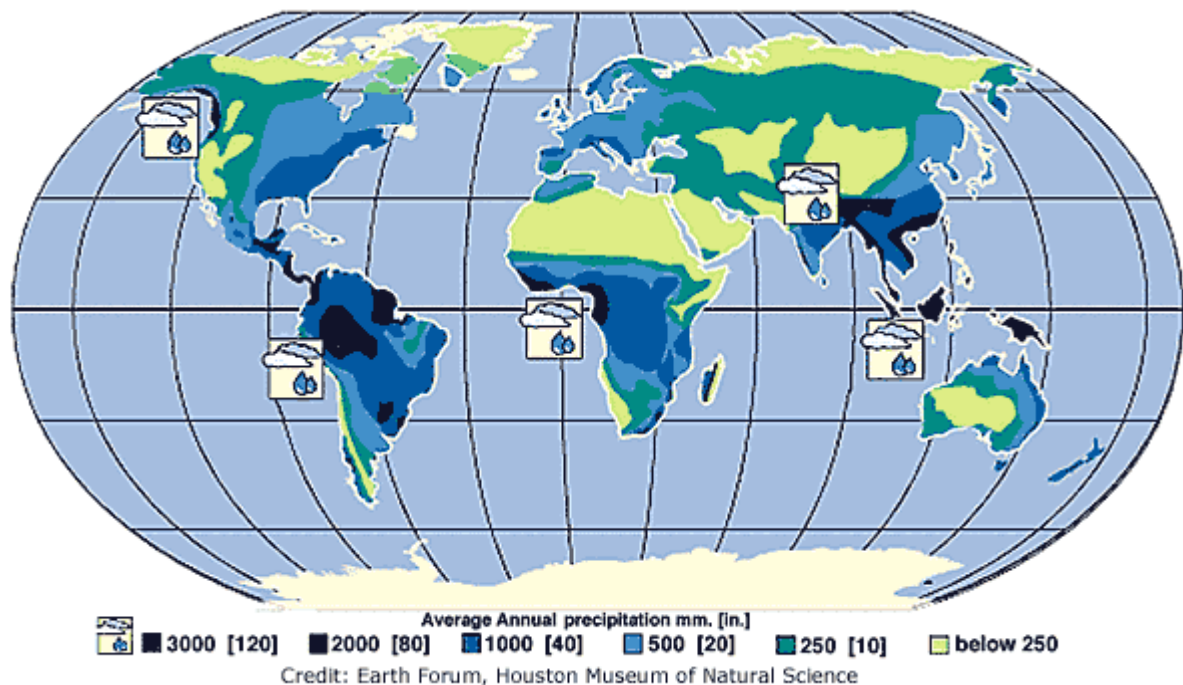 Average Annual precipitation mm. [in.]
3000 [120] 2000 [80] 1000 [40] 500 [20] 250 [10] below 250
Credit: Earth Forum, Houston Museum of Natural Science